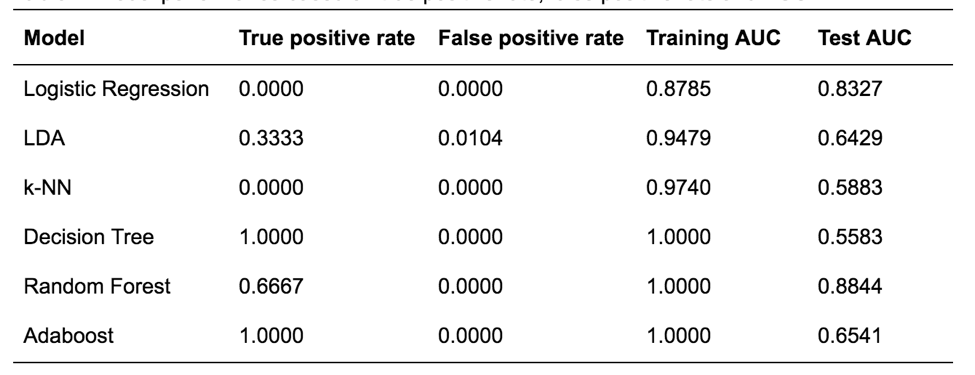 Model True positive rate False positive rate Training AUC Test AUC
Logistic Regression 0.0000 0.0000 0.8785 0.8327
LDA 0.3333 0.0104 0.9479 0.6429
k-NN 0.0000 0.0000 0.9740 0.5883
Decision Tree 1.0000 0.0000 1.0000 0.5583
Random Forest 0.6667 0.0000 1.0000 0.8844
Adaboost 1.0000 0.0000 1.0000 0.6541